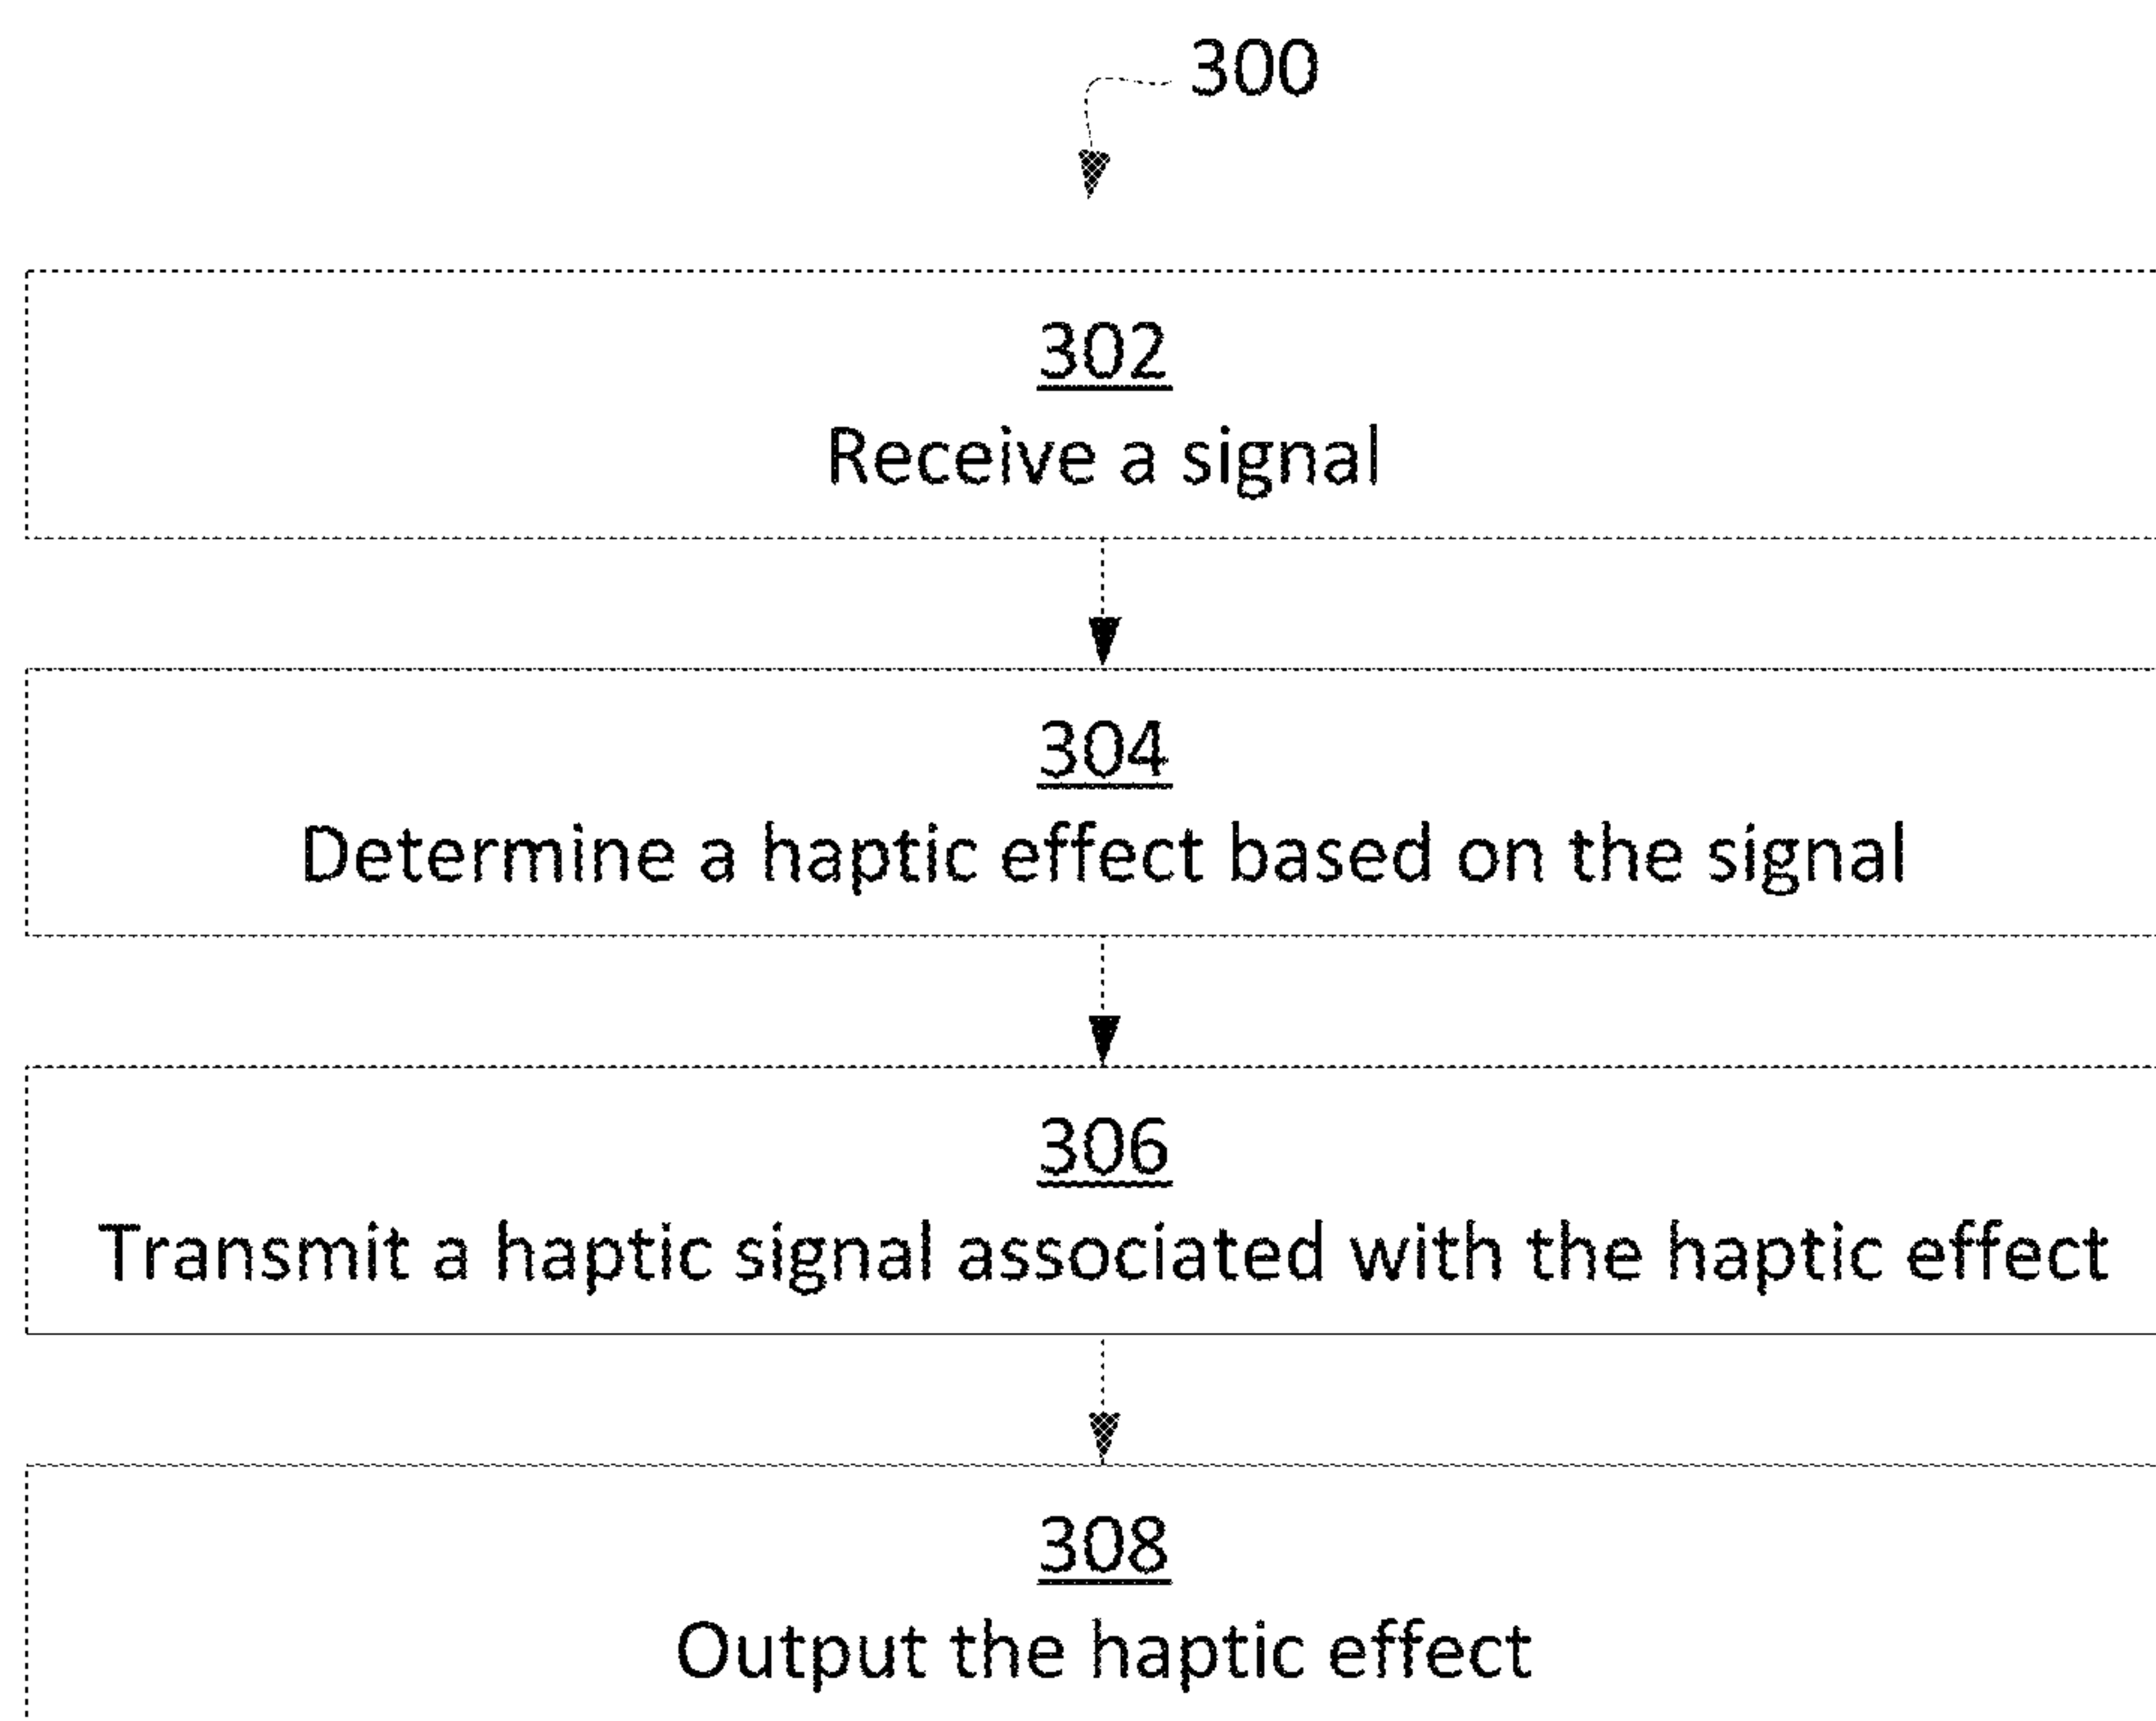 300
302
Receive a signal
304
Determine a haptic effect based on the signal
306
Transmit a haptic signal associated with the haptic effect
308
Output the haptic effect